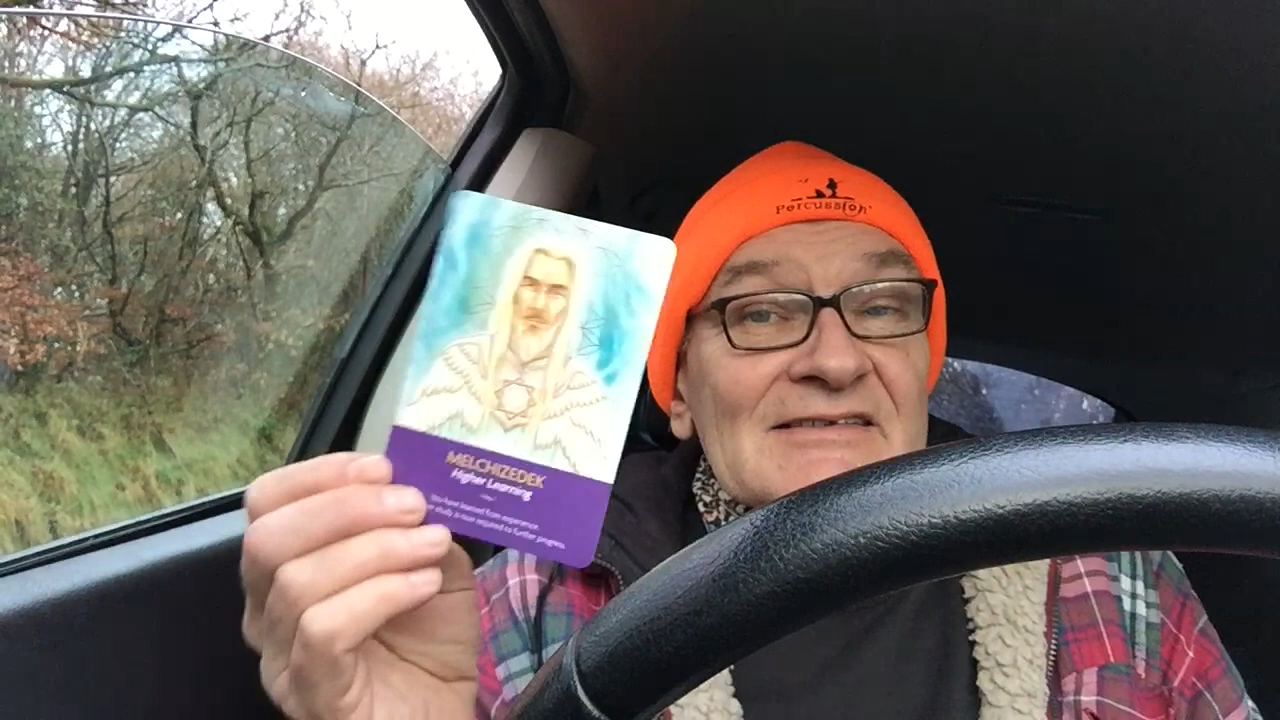 Percussion
MELCHIZEDEK
Higher Learning
You have learned from experience.
study is now required to further progress.